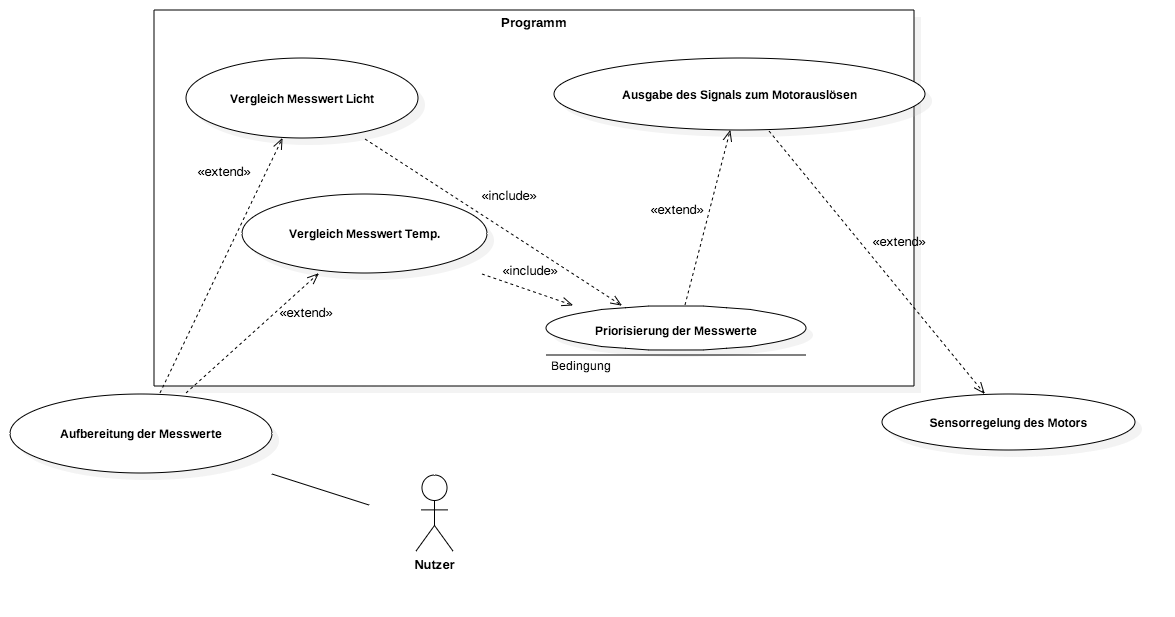 Programm
Vergleich Messwert Licht
Ausgabe des Signals zum Motorauslösen
«extend»
«include»
«extend»
Vergleich Messwert Temp.
«extend»
«include»
«extend»
Priorisierung der Messwerte
Bedingung
Aufbereitung der Messwerte
Sensorregelung des Motors
Nutzer